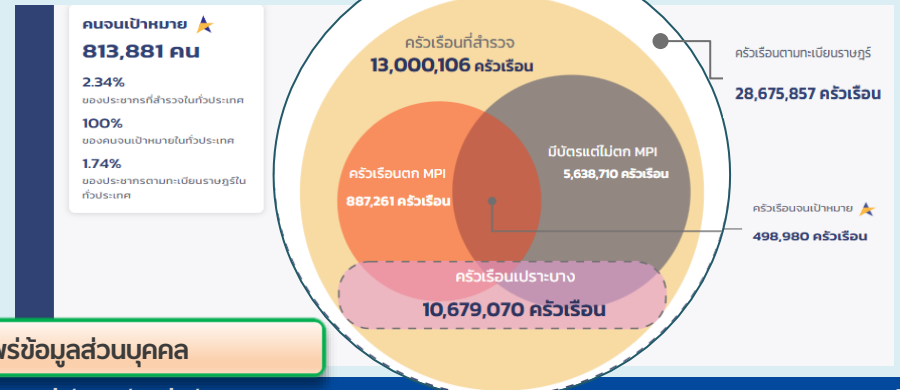 คนจนเป้าหมาย
813,881 คน
2.34%
ของประชากรที่สำรวจในทั่วประเทศ
100%
ของคนจนเป้าหมายในทั่วประเทศ
1.74%
ของประชากรตามทะเบียนราษฎร์ใน
ทั่วประเทศ
ครัวเรือนที่สำรวจ
13,000,106 ครัวเรือน
ครัวเรือนตามทะเบียนราษฎร์
28,675,857 ครัวเรือน
ครัวเรือนตก MPI
887,261 ครัวเรือน
มีบัตรแต่ไม่ตก MPI
5,638,710 ครัวเรือน
ครัวเรือนจนเป้าหมาย
498,980 ครัวเรือน
ครัวเรือนเปราะบาง
10,679,070 ครัวเรือน
พร่ข้อมูลส่วนบุคคล